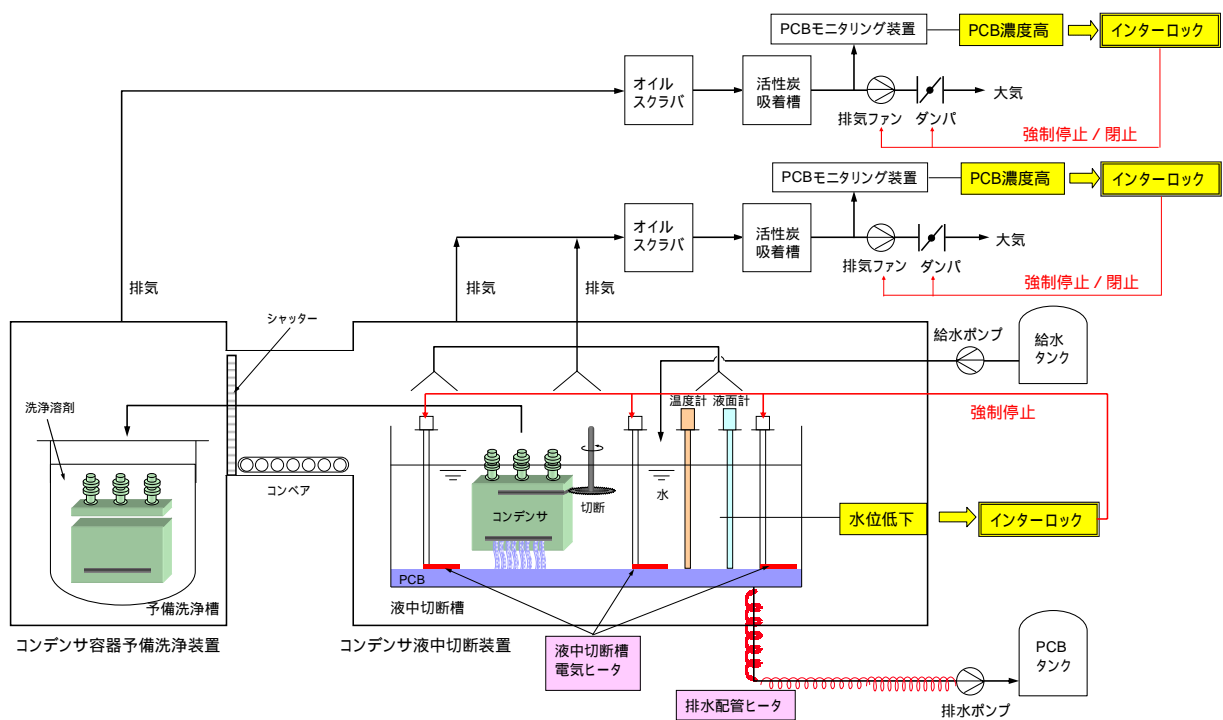 PCBモニタリング装置
PCB濃度高
インターロック
オイル
スクラバ
活性炭
吸着槽
大気
排気ファン
ダンパ
強制停止 / 閉止
PCBモニタリング装置
PCB濃度高
インターロック
オイル
スクラバ
活性炭
吸着槽
大気
排気ファン
ダンパ
強制停止 / 閉止
排気
排気
排気
シャッター
給水ポンプ
給水
タンク
洗浄溶剤
温度計
液面計
強制停止
コンベア
コンデンサ
切断
水
水位低下
インターロック
PCB
予備洗浄槽
液中切断槽
コンデンサ容器予備洗浄装置
コンデンサ液中切断装置
液中切断槽
電気ヒータ
PCB
タンク
排水配管ヒータ
排水ポンプ